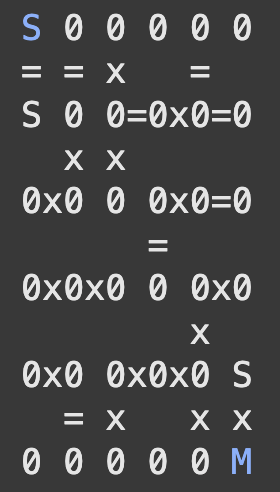 S 0 0 0 0 0
= = x   =
S 0 0=0x0=0
  x x
0x0 0 0x0=0
      =
0x0x0 0 0x0
        x
0x0 0x0x0 S
  = x   x x
0 0 0 0 0 M